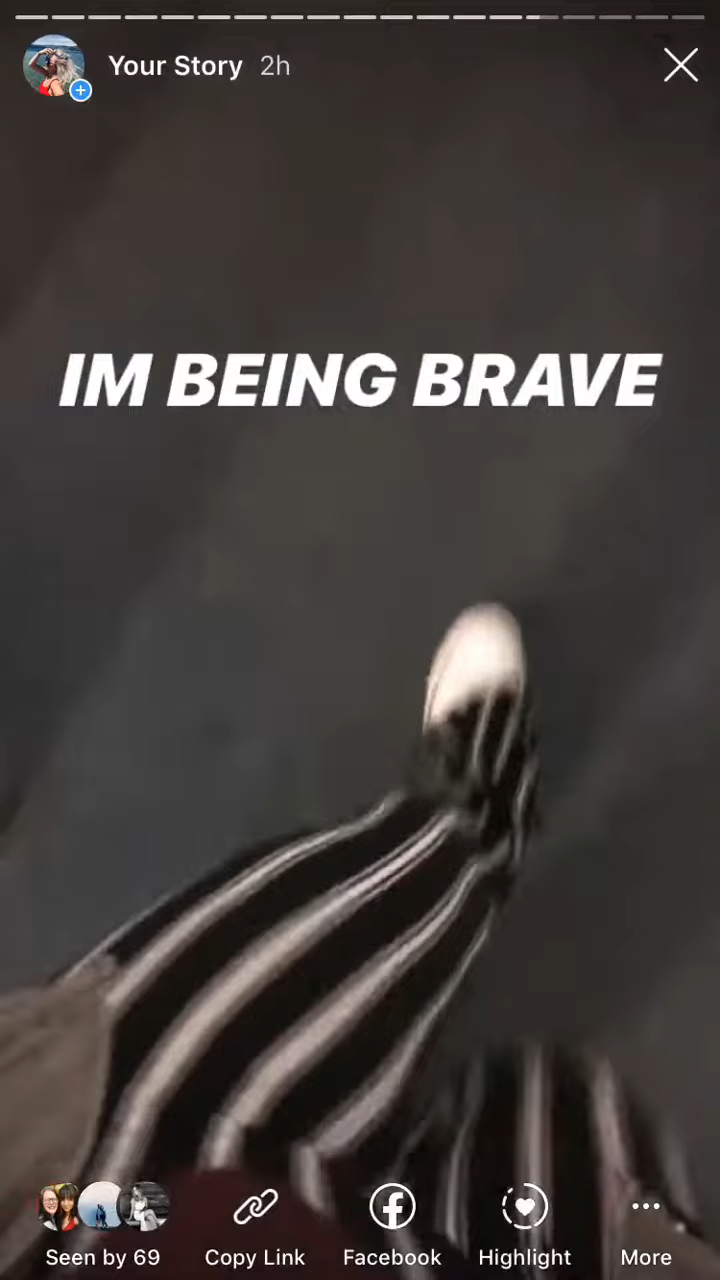 Your Story 2h
IM BEING BRAVE
Seen by 69
Copy Link
Facebook
Highlight
More